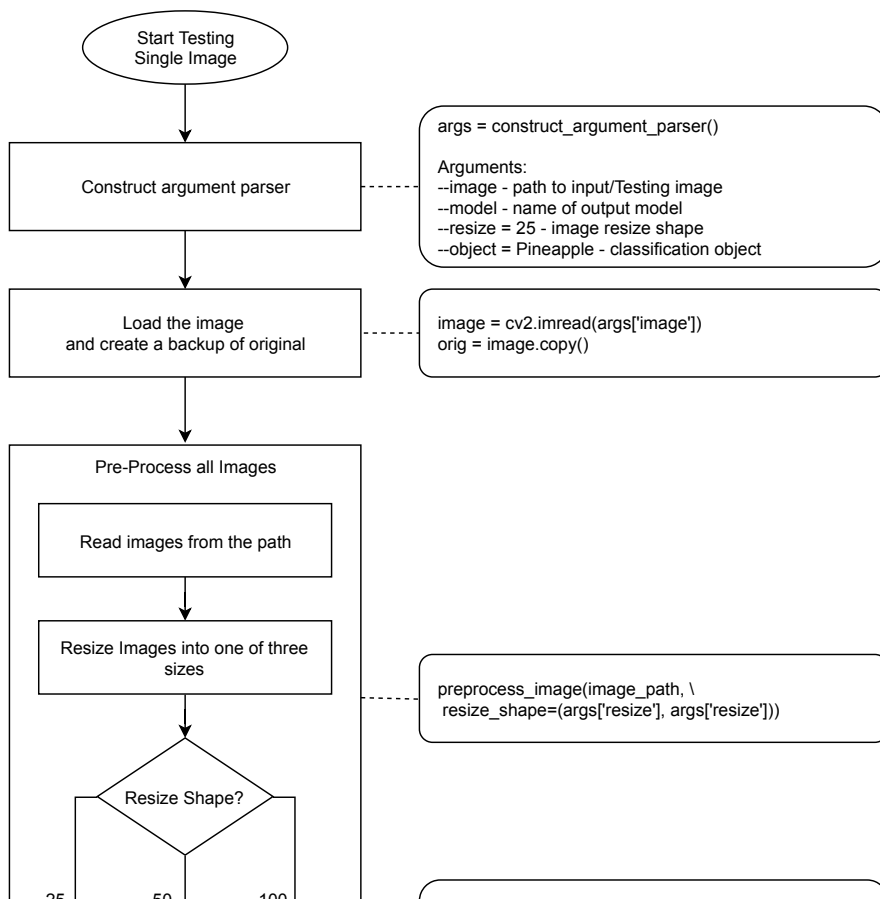 Start Testing
Single Image
Construct argument parser
args = construct_argument_parser()
Arguments:
--image - path to input/Testing image
--model - name of output model
--resize = 25 - image resize shape
--object = Pineapple - classification object
Load the image
and create a backup of original
image = cv2.imread(args['image'])
orig = image.copy()
Pre-Process all Images
Read images from the path
Resize Images into one of three
sizes
preprocess_image(image_path, \
resize_shape=(args['resize'], args['resize']))
Resize Shape?
25
50
100